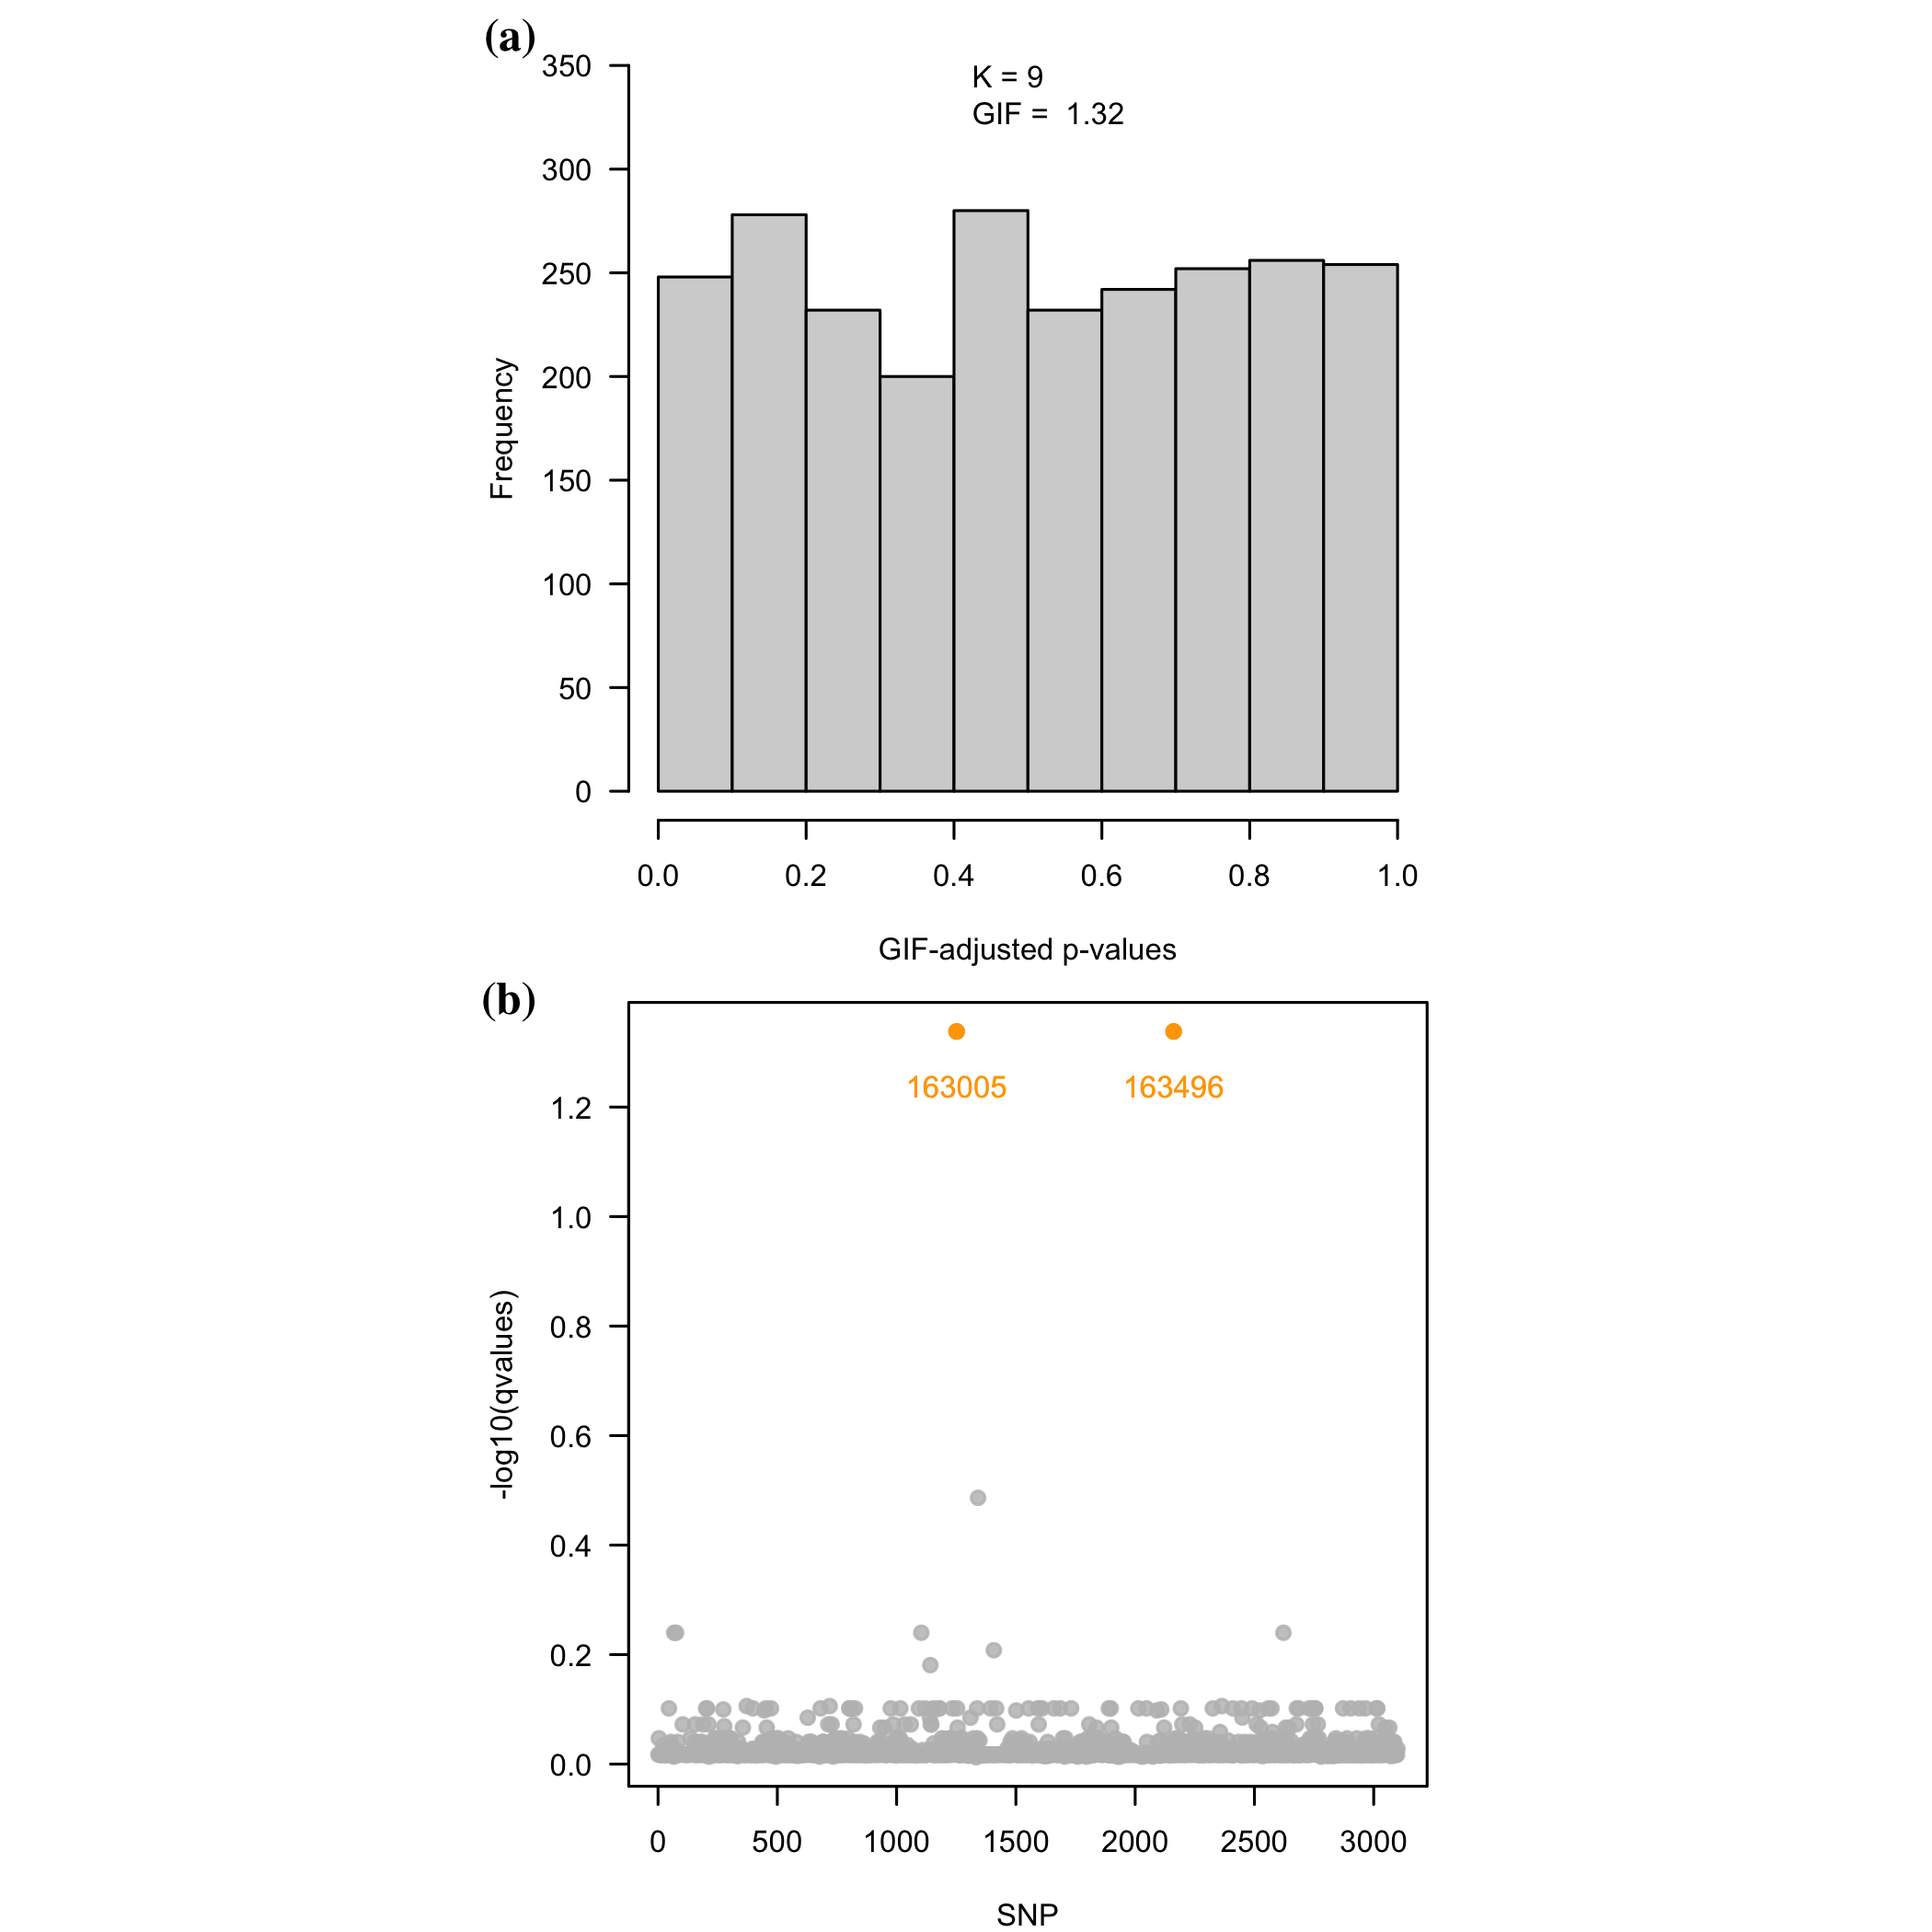 (a)
K = 9
GIF = 1.32
350
300
250
200
150
100
50
0
Frequency
0.0 0.2 0.4 0.6 0.8 1.0
GIF-adjusted p-values
(b)
163005 163496
1.2
1.0
0.8
0.6
0.4
0.2
0.0
-log10(qvalues)
0 500 1000 1500 2000 2500 3000
SNP